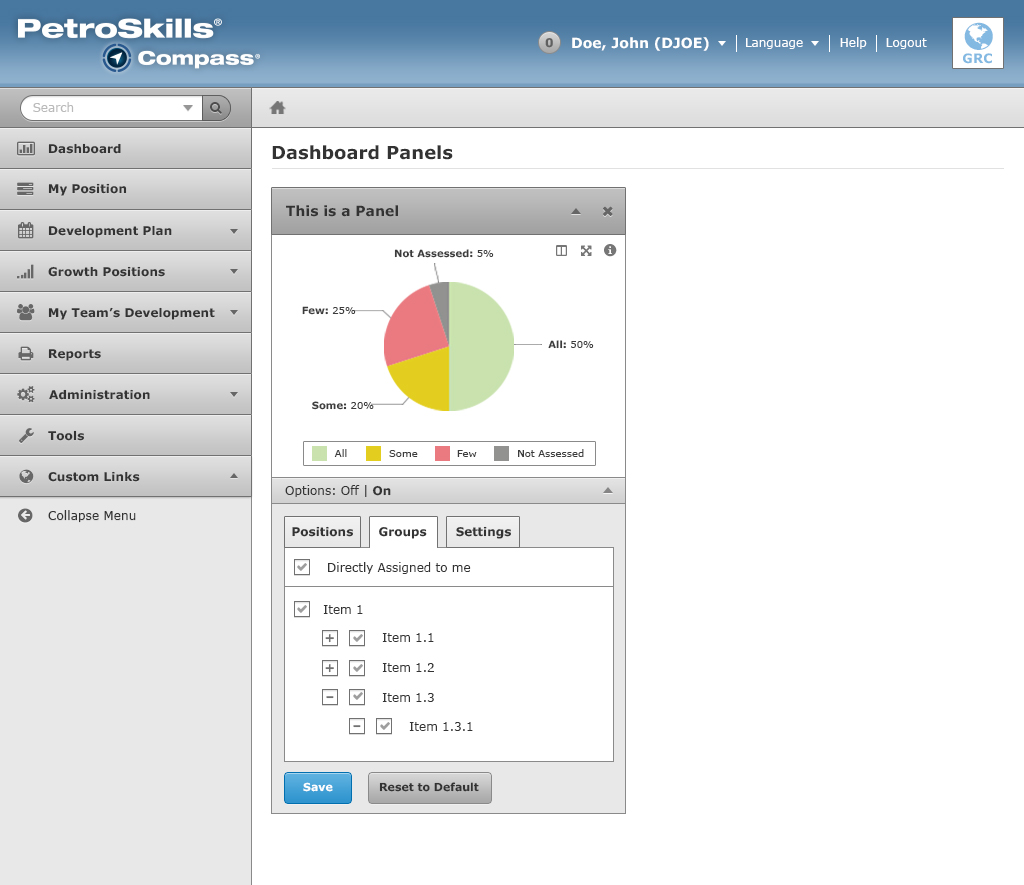 PetroSkills®
Compass®
0 Doe, John (DJOE) Language Help Logout
GRC
Search
Dashboard
My Position
Development Plan
Growth Positions
My Team’s Development
Reports
Administration
Tools
Custom Links
Collapse Menu
Dashboard Panels
This is a Panel
Not Assessed: 5%
Few: 25%
All: 50%
Some: 20%
All Some Few Not Assessed
Options: Off | On
Positions Groups Settings
Directly Assigned to me
Item 1
Item 1.1
Item 1.2
Item 1.3
Item 1.3.1
Save Reset to Default